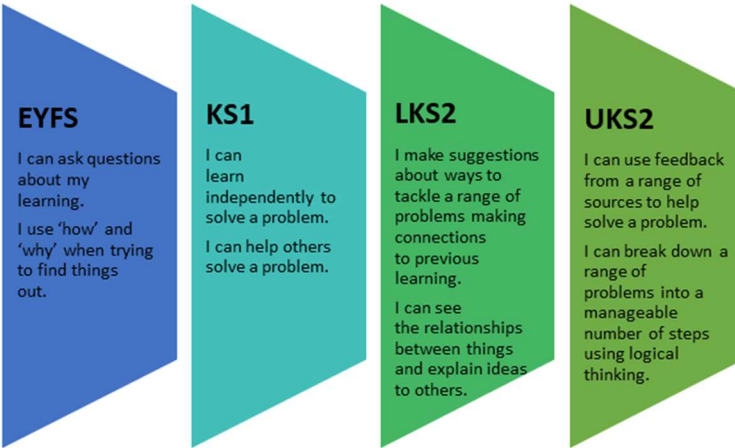 EYFS
I can ask questions
about my
learning.
I use ‘how’ and
‘why’ when trying
to find things
out.
KS1
I can
learn
independently to
solve a problem.
I can help others
solve a problem.
LKS2
I make suggestions
about ways to
tackle a range of
problems making
connections
to previous
learning.
I can see
the relationships
between things
and explain ideas
to others.
UKS2
I can use feedback
from a range of
sources to help
solve a problem.
I can break down a
range of
problems into a
manageable
number of steps
using logical
thinking.